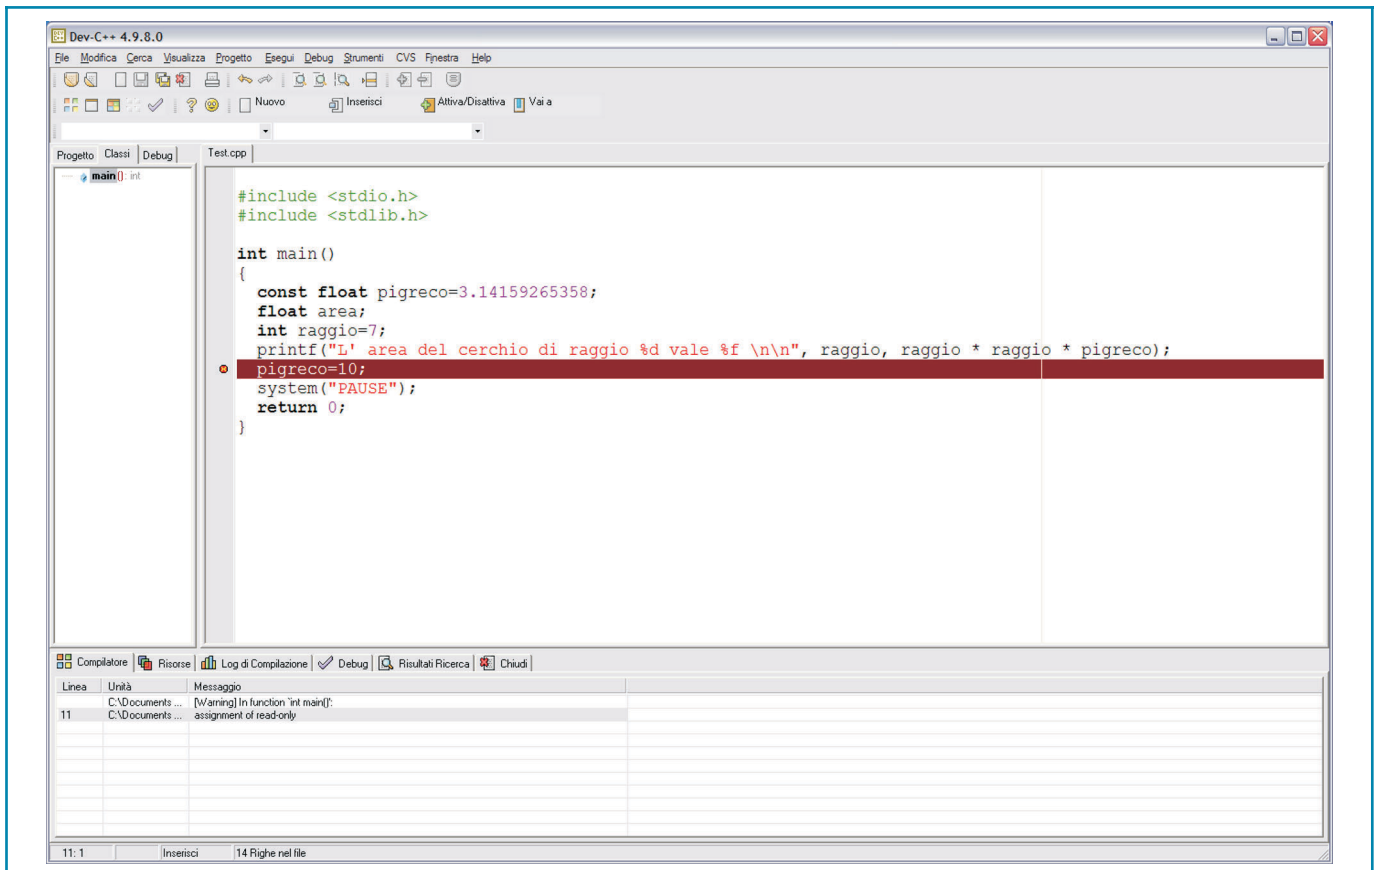 Dev-C++ 4.9.8.0
File Modifica Cerca Visualizza Progetto Esegui Debug Strumenti CVS Finestra Help
Nuovo Inserisci Attiva/Disattiva Vai a
Progetto Classi Debug Test.cpp
main(): int
#include <stdio.h>
#include <stdlib.h>
int main()
{
const float pigreco=3.14159265358;
float area;
int raggio=7;
printf("L' area del cerchio di raggio %d vale %f \n\n", raggio, raggio * raggio * pigreco);
pigreco=10;
system("PAUSE");
return 0;
}
Compilatore Risorse Log di Compilazione Debug Risultati Ricerca Chiudi
Linea Unità Messaggio
C:\Documents ... [Warning] In function `int main()':
11 C:\Documents ... assignment of read-only
11: 1 Inserisci 14 Righe nel file